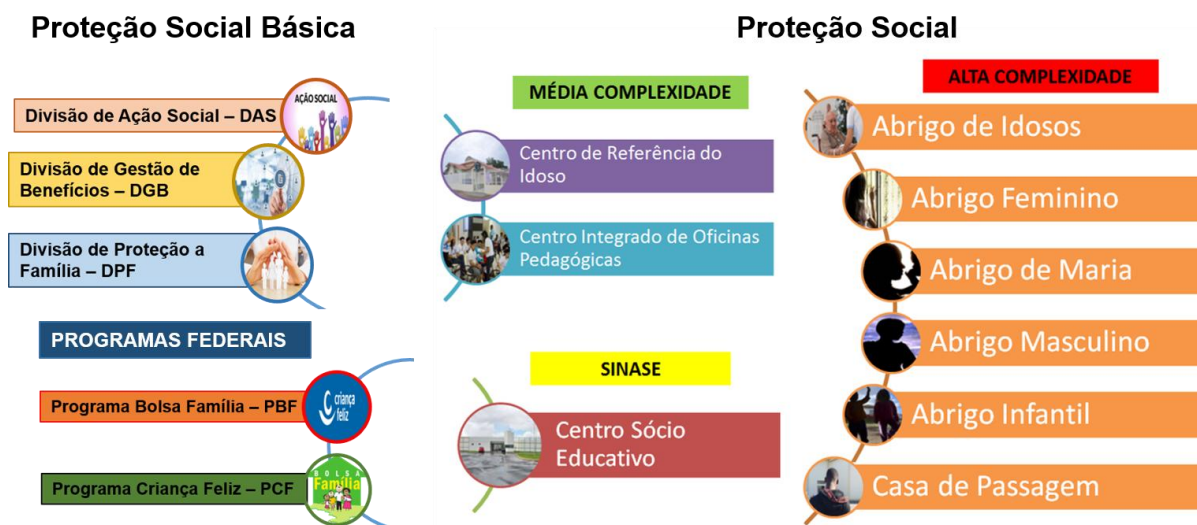 Proteção Social Básica
Divisão de Ação Social – DAS
AÇÃO SOCIAL
Divisão de Gestão de
Benefícios – DGB
Divisão de Proteção a
Família – DPF
PROGRAMAS FEDERAIS
Programa Bolsa Família – PBF
criança
feliz
Programa Criança Feliz – PCF
BOLSA
Família
Proteção Social
MÉDIA COMPLEXIDADE
Centro de Referência do
Idoso
Centro Integrado de Oficinas
Pedagógicas
SINASE
Centro Sócio
Educativo
ALTA COMPLEXIDADE
Abrigo de Idosos
Abrigo Feminino
Abrigo de Maria
Abrigo Masculino
Abrigo Infantil
Casa de Passagem